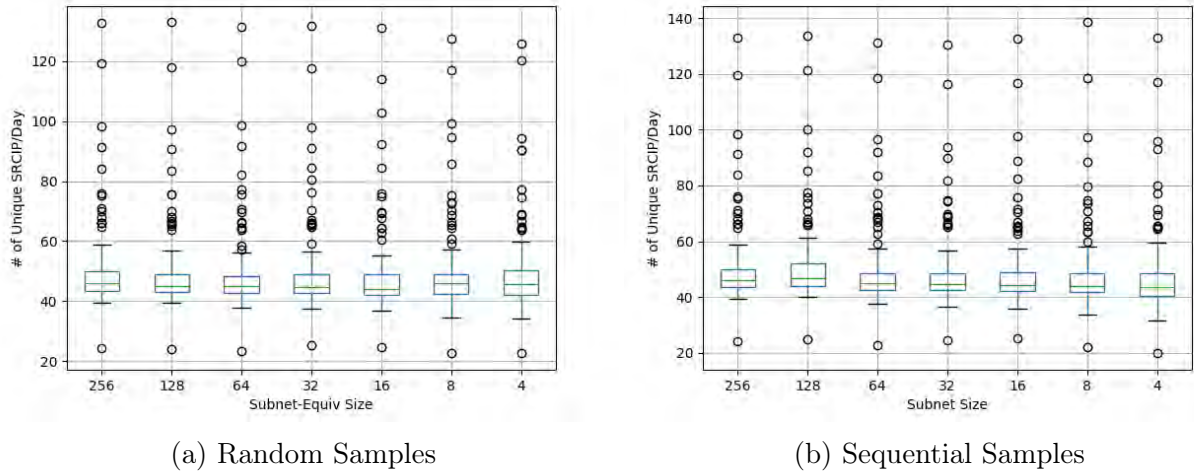 # of Unique SRCIP/Day
120
100
80
60
40
20
256 128 64 32 16 8 4
Subnet-Equiv Size
(a) Random Samples
# of Unique SRCIP/Day
140
120
100
80
60
40
20
256 128 64 32 16 8 4
Subnet Size
(b) Sequential Samples